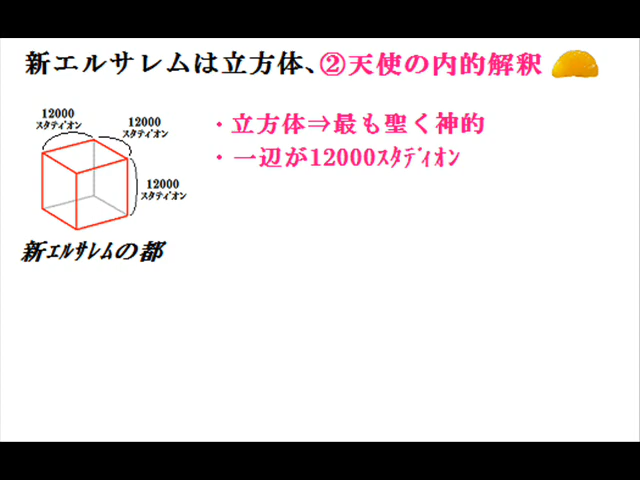 新エルサレムは立方体、②天使の内的解釈
12000
スタディオン
12000
スタディオン
12000
スタディオン
新ｴﾙｻﾚﾑの都
・立方体⇒最も聖く神的
・一辺が12000ｽﾀﾃﾞｨｵﾝ